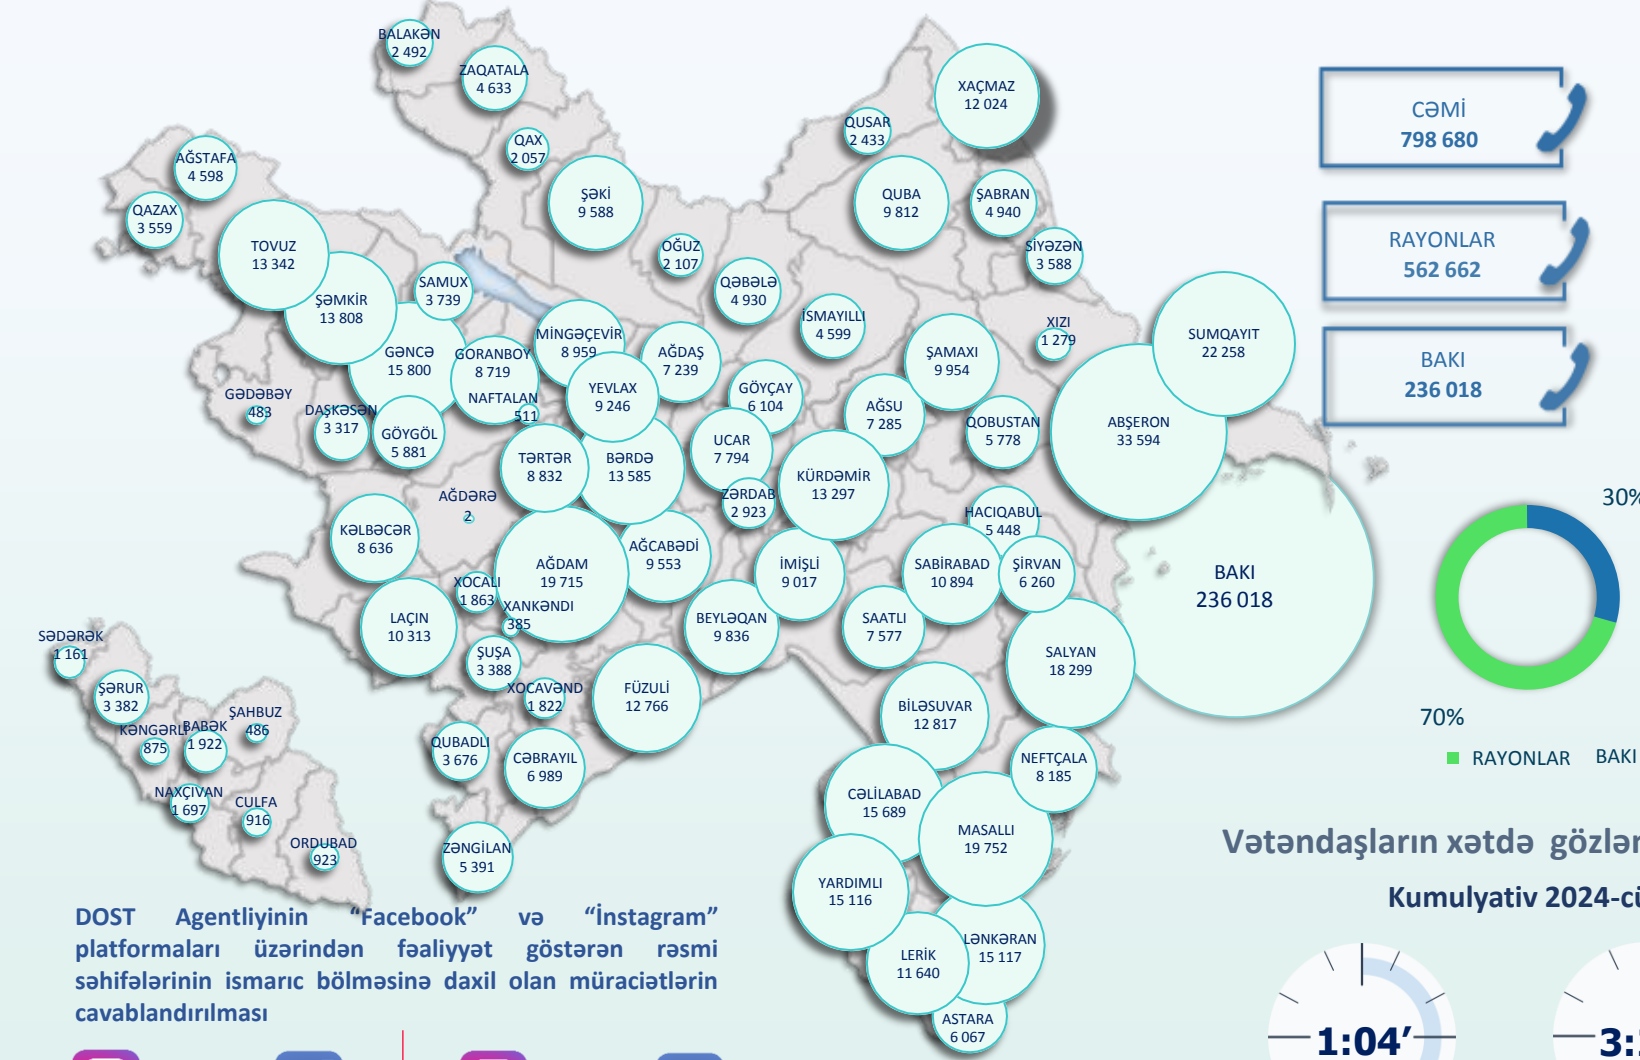 BALAKƏN
2 492
ZAQATALA
4 633
QAX
2 057
XAÇMAZ
12 024
QUSAR
2 433
AĞSTAFA
4 598
QAZAX
3 559
ŞƏKİ
9 588
QUBA
9 812
ŞABRAN
4 940
TOVUZ
13 342
OĞUZ
2 107
SİYƏZƏN
3 588
SAMUX
3 739
QƏBƏLƏ
4 930
ŞƏMKİR
13 808
İSMAYILLI
4 599
XIZI
1 279
SUMQAYIT
22 258
MİNGƏÇEVİR
8 959
GƏNCƏ
15 800
GORANBOY
8 719
AĞDAŞ
7 239
ŞAMAXI
9 954
GƏDƏBƏY
483
NAFTALAN
511
YEVLAX
9 246
GÖYÇAY
6 104
DAŞKƏSƏN
3 317
AĞSU
7 285
QOBUSTAN
5 778
ABŞERON
33 594
GÖYGÖL
5 881
UCAR
7 794
TƏRTƏR
8 832
BƏRDƏ
13 585
KÜRDƏMİR
13 297
AĞDƏRƏ
2
ZƏRDAB
2 923
HACIQABUL
5 448
KƏLBƏCƏR
8 636
AĞCABƏDİ
9 553
AĞDAM
19 715
İMİŞLİ
9 017
SABİRABAD
10 894
ŞİRVAN
6 260
BAKI
236 018
XOCALI
1 863
XANKƏNDI
385
LAÇIN
10 313
BEYLƏQAN
9 836
SAATLI
7 577
SƏDƏRƏK
1 161
ŞUŞA
3 388
SALYAN
18 299
ŞƏRUR
3 382
XOCAVƏND
1 822
FÜZULİ
12 766
BİLƏSUVAR
12 817
ŞAHBUZ
486
KƏNGƏRLİ
875
BABƏK
1 922
QUBADLI
3 676
CƏBRAYIL
6 989
NEFTÇALA
8 185
NAXÇİVAN
1 697
CULFA
916
CƏLİLABAD
15 689
MASALLI
19 752
ORDUBAD
923
ZƏNGİLAN
5 391
YARDIMLI
15 116
LƏNKƏRAN
15 117
LERİK
11 640
ASTARA
6 067
CƏMİ
798 680
RAYONLAR
562 662
BAKI
236 018
30%
70%
RAYONLAR BAKI
Vətəndaşların xətdə
Kumulyativ
DOST Agentliyinin “Facebook” və “İnstagram”
platformaları üzərindən fəaliyyət göstərən rəsmi
səhifələrinin ismarıc bölməsinə daxil olan müraciətlərin
cavablandırılması
1:04’